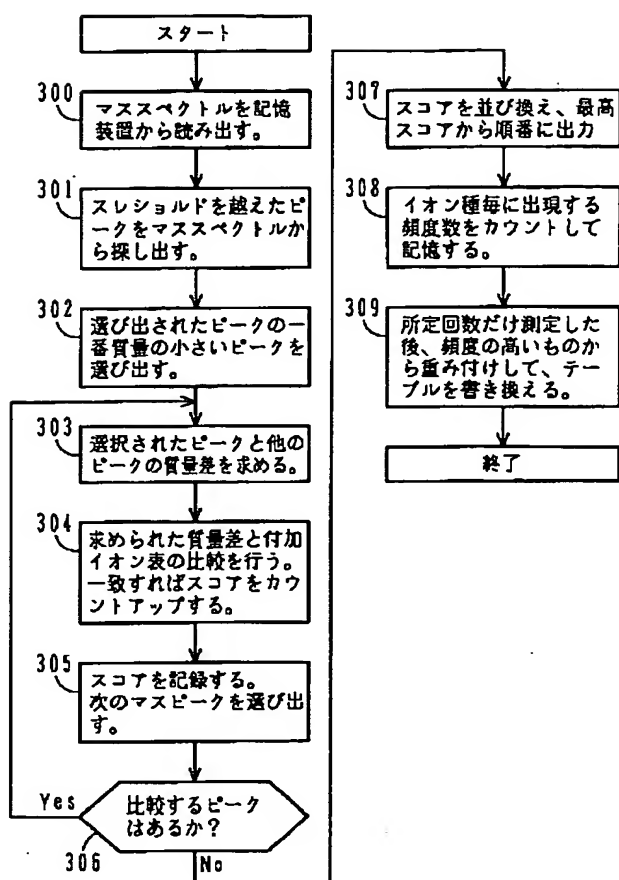 スタート
300
マススペクトルを記憶
装置から読み出す。
301
スレショルドを越えたピ
ークをマススペクトルか
ら探し出す。
302
選び出されたピークの一
番質量の小さいピークを
選び出す。
303
選択されたピークと他の
ピークの質量差を求める。
304
求められた質量差と付加
イオン表の比較を行う。
一致すればスコアをカウ
ントアップする。
305
スコアを記録する。
次のマスピークを選び出
す。
Yes
比較するピーク
はあるか?
306
No
307
スコアを並び換え、最高
スコアから順番に出力
308
イオン種毎に出現する
頻度数をカウントして
記憶する。
309
所定回数だけ測定した
後、頻度の高いものか
ら重み付けして、テー
ブルを書き換える。
終了